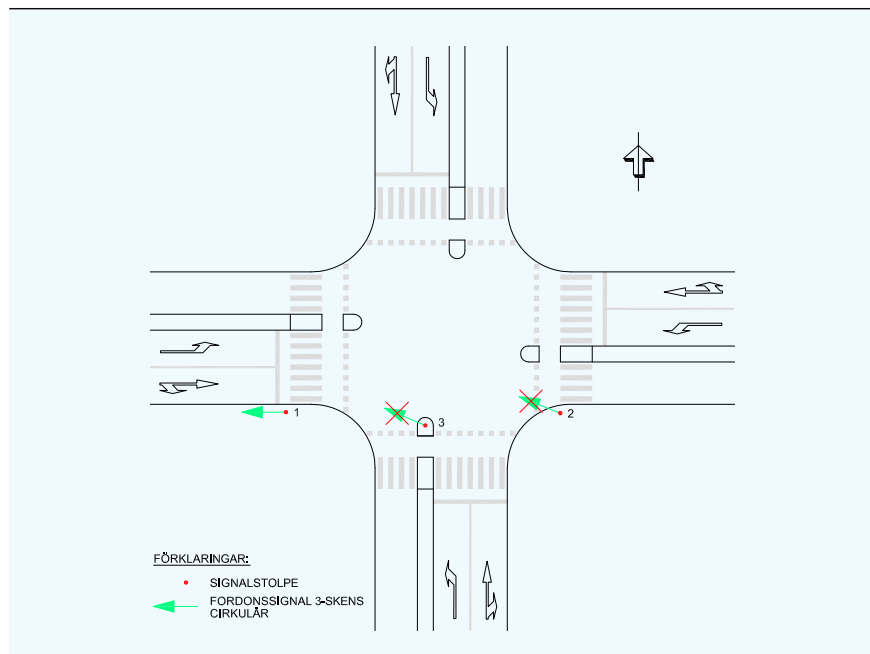 1
3
2
FÖRKLARINGAR:
SIGNALSTOLPE
FORDONSSIGNAL 3-SKENS
CIRKULÄR